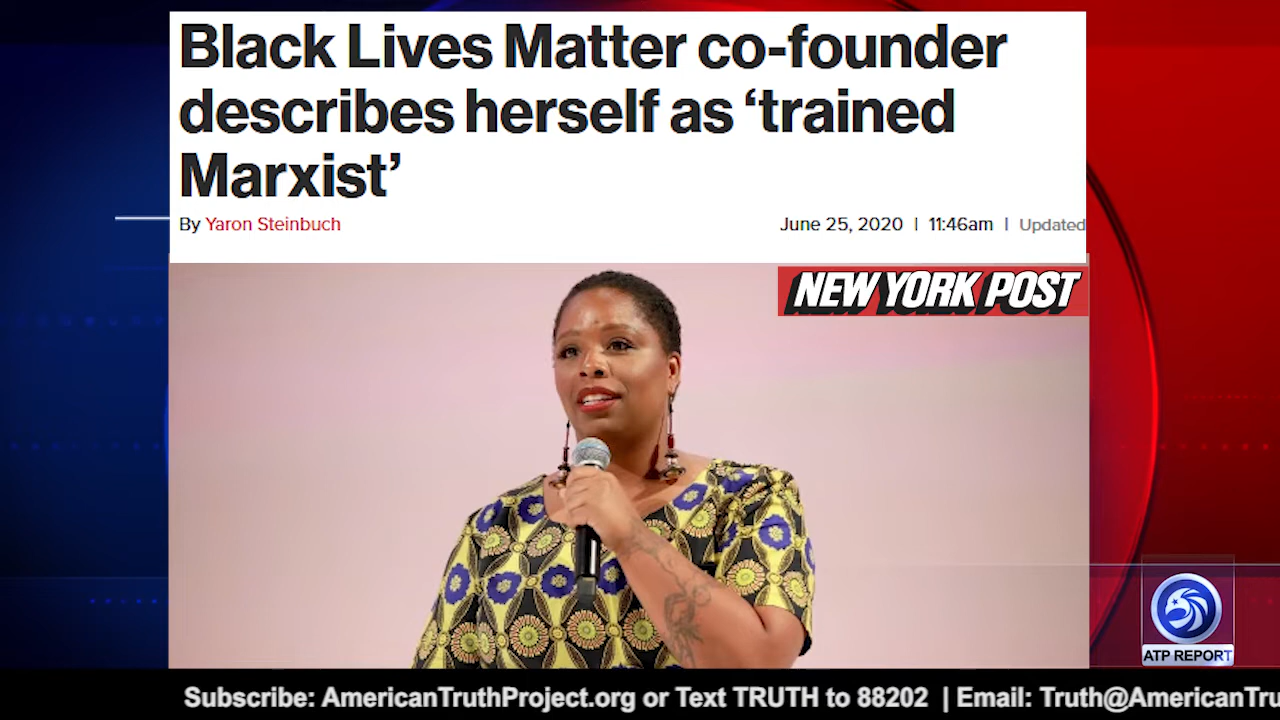 Black Lives Matter co-founder
describes herself as ‘trained
Marxist’
By Yaron Steinbuch
June 25, 2020 | 11:46am | Updated
NEW YORK POST
ATP REPORT
Subscribe: AmericanTruthProject.org or Text TRUTH to 88202 | Email: Truth@AmericanTru